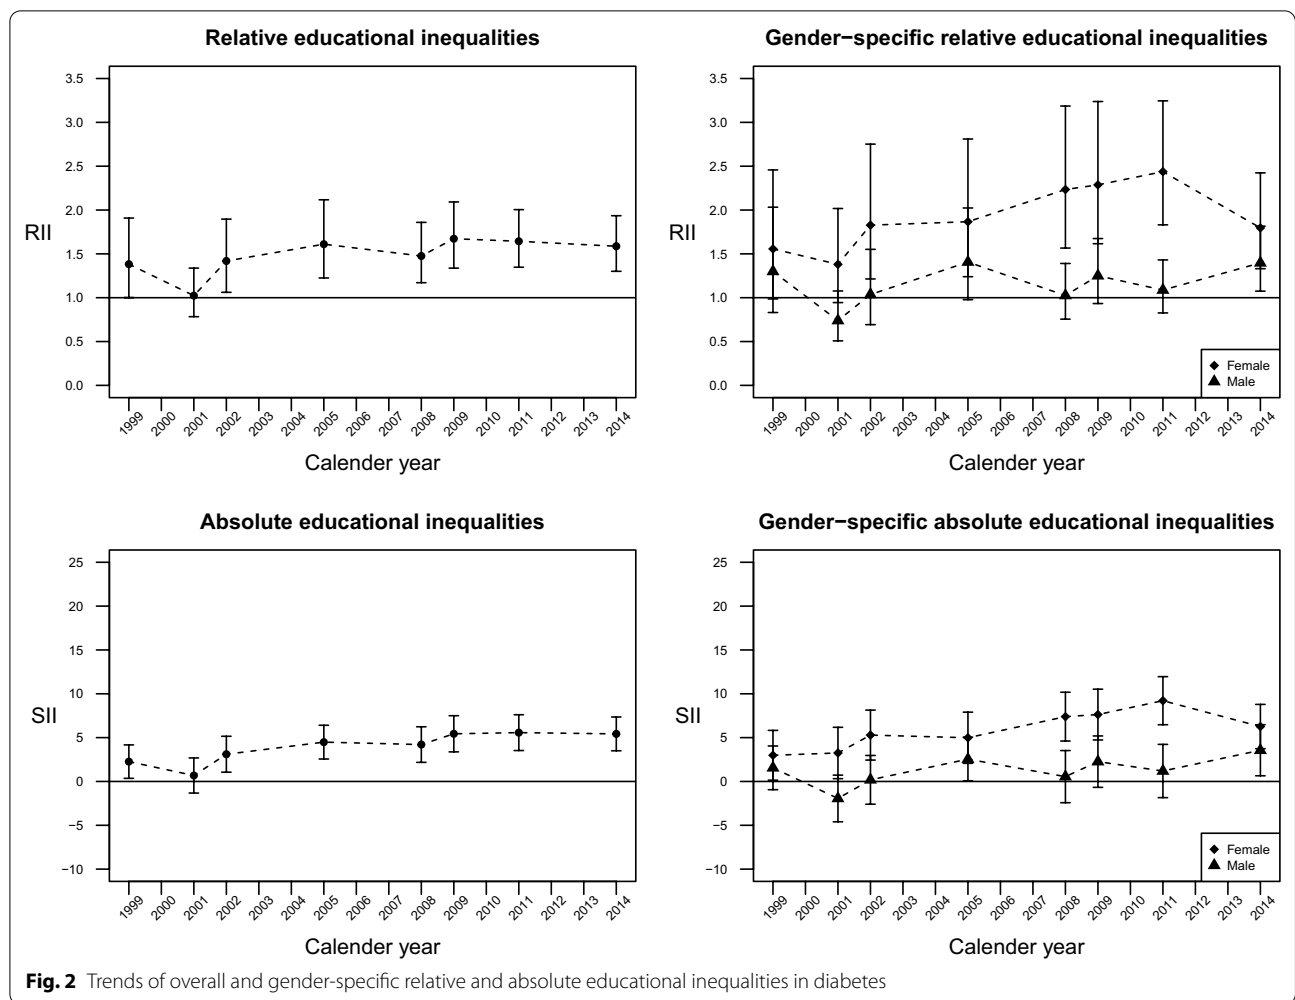 Relative educational inequalities
RII
3.5
3.0
2.5
2.0
1.5
1.0
0.5
0.0
1999 2000 2001 2002 2003 2004 2005 2006 2007 2008 2009 2010 2011 2012 2013 2014
Calender year
Gender−specific relative educational inequalities
RII
3.5
3.0
2.5
2.0
1.5
1.0
0.5
0.0
Female
Male
1999 2000 2001 2002 2003 2004 2005 2006 2007 2008 2009 2010 2011 2012 2013 2014
Calender year
Absolute educational inequalities
SII
25
20
15
10
5
0
−5
−10
1999 2000 2001 2002 2003 2004 2005 2006 2007 2008 2009 2010 2011 2012 2013 2014
Calender year
Gender−specific absolute educational inequalities
SII
25
20
15
10
5
0
−5
−10
Female
Male
1999 2000 2001 2002 2003 2004 2005 2006 2007 2008 2009 2010 2011 2012 2013 2014
Calender year
Fig. 2 Trends of overall and gender-specific relative and absolute educational inequalities in diabetes